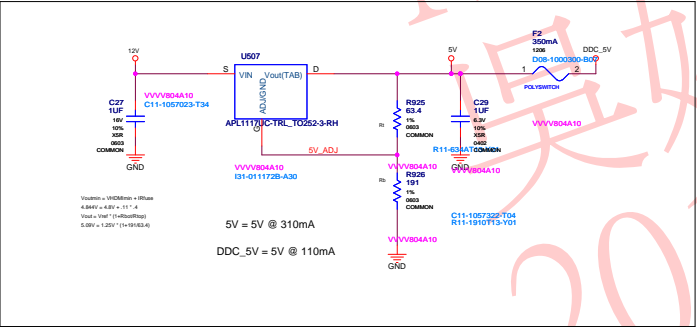 F2
350mA
1206
D08-1000300-B07
DDC_5V
12V
U507
5V
1
2
S
D
VIN
Vout(TAB)
ADJ/GND
G
POLYSWITCH
C27
1UF
16V
10%
X5R
0603
COMMON
VVVV804A10
C11-1057023-T34
APL1117UC-TRL_TO252-3-RH
R925
63.4
1%
0603
COMMON
Rt
C29
1UF
6.3V
10%
X5R
0402
COMMON
VVVV804A10
GND
5V_ADJ
GND
VVVV804A10
I31-011172B-A30
VVVV804A10
VVVV804A10
R926
191
1%
0603
COMMON
Rb
Voutmin = VHDMImin + IRfuse
4.844V = 4.8V + .11 * .4
Vout = Vref * (1+Rbot/Rtop)
5.09V = 1.25V * (1+191/63.4)
5V = 5V @ 310mA
DDC_5V = 5V @ 110mA
C11-1057322-T04
R11-1910T13-Y01
VVVV804A10
GND
20